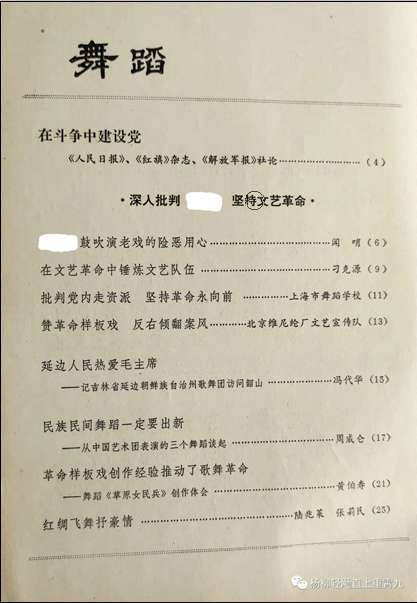 舞蹈
在斗争中建设党
《人民日报》、《红旗》杂志、《解放军报》社论……………………(4)
·深人批判 坚持文艺革命·
鼓吹演老戏的险恶用心………………………………闻哨(6)
在文艺革命中锤炼文艺队伍………………………………刁克源(9)
批判党内走资派 坚持革命永向前…………上海市舞蹈学校(11)
赞革命样板戏 反右倾翻案风…………北京维尼纶厂文艺宣传队(13)
延边人民热爱毛主席
——记吉林省延边朝鲜族自治州歌舞团访问韶山…………冯代华(15)
民族民间舞蹈一定要出新
——从中国艺术团表演的三个舞蹈谈起………………周威仑(17)
革命样板戏创作经验推动了歌舞革命
——舞蹈《草原女民兵》创作体会………………黄伯寿(21)
红绸飞舞抒豪情………………………………陆兆莱 张莉民(25)